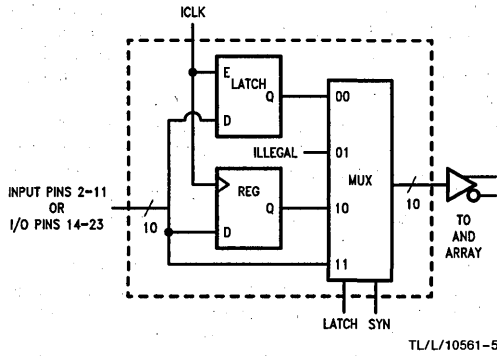 ICLK
E
LATCH
Q
D
00
ILLEGAL
01
MUX
REG
Q
D
10
11
INPUT PINS 2-11
OR
I/O PINS 14-23
10
10
TO
AND
ARRAY
LATCH SYN
TL/L/10561-5